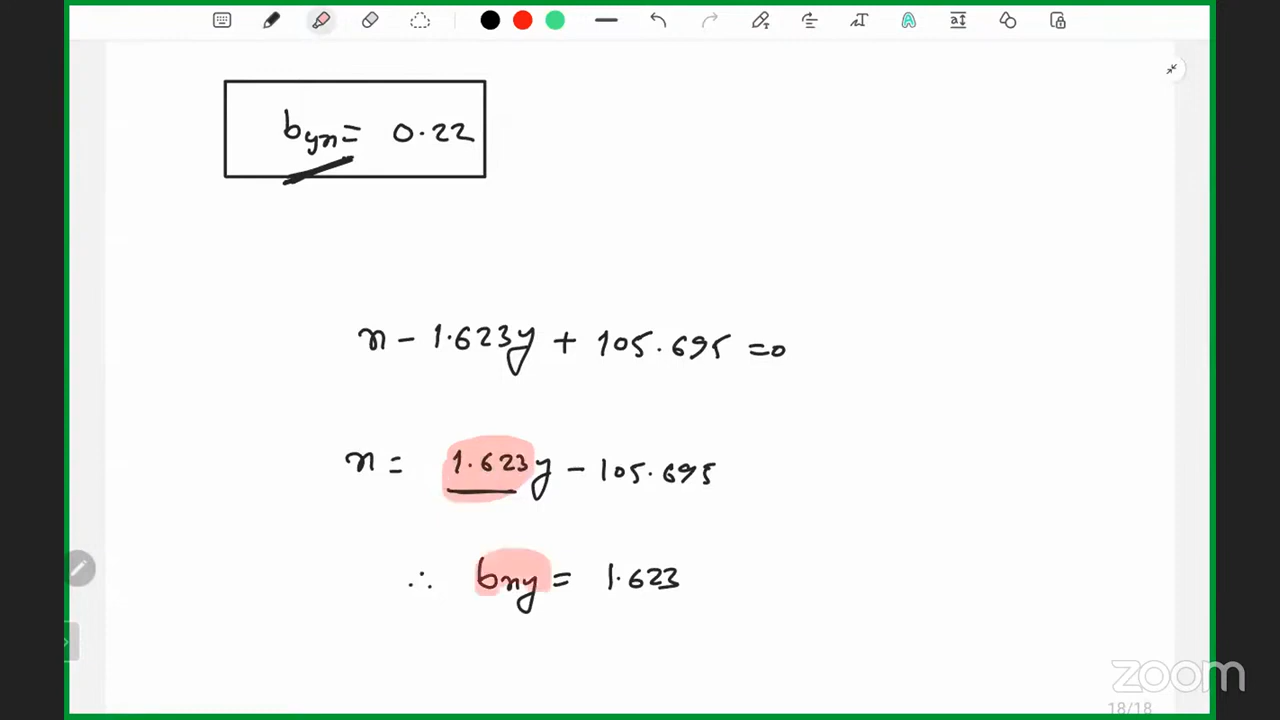 byx = 0.22
x - 1.623y + 105.695 = 0
x = 1.623y - 105.695
∴ bxy = 1.623
zoom
18/18